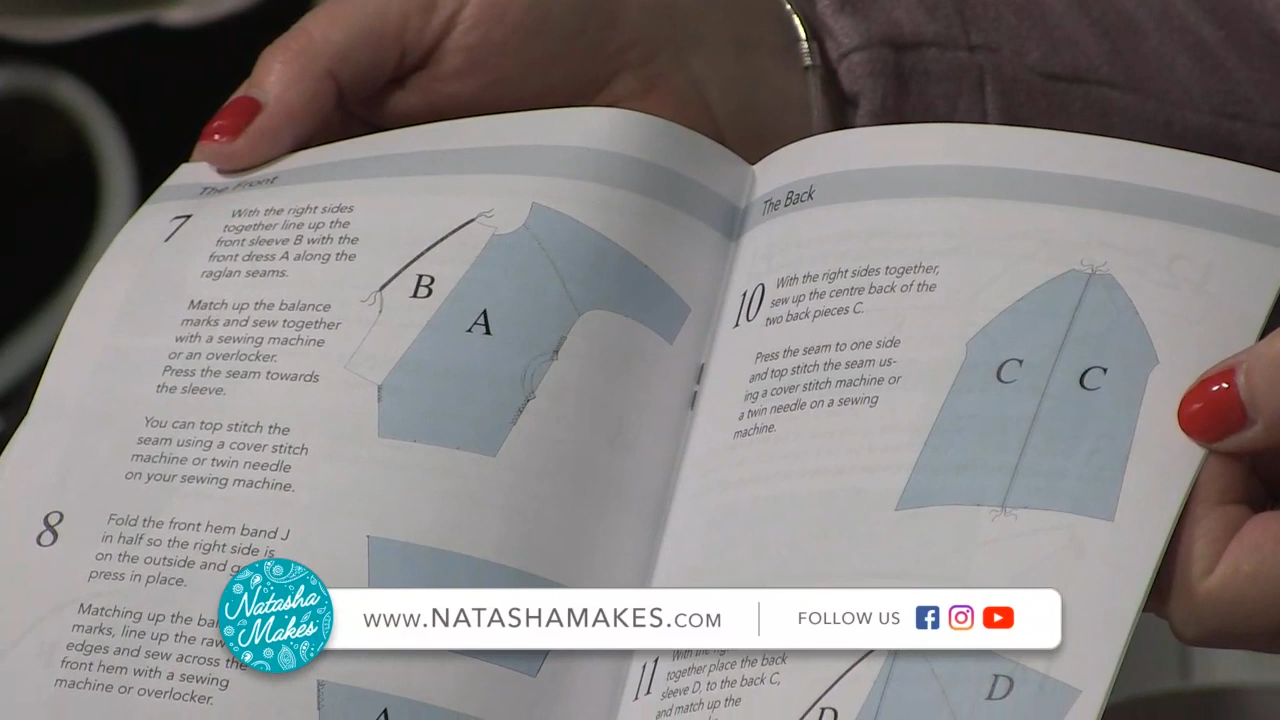 The Front
7
With the right sides
together line up the
front sleeve B with the
front dress A along the
raglan seams.
Match up the balance
marks and sew together
with a sewing machine
or an overlocker.
Press the seam towards
the sleeve.
You can top stitch the
seam using a cover stitch
machine or twin needle
on your sewing machine.
B
A
8
Fold the front hem band J
in half so the right side is
on the outside and
press in place.
Matching up the
marks, line up the raw
edges and sew across the
front hem with a sewing
machine or overlocker.
A
The Back
10
With the right sides together,
sew up the centre back of the
two back pieces C.
Press the seam to one side
and top stitch the seam us-
ing a cover stitch machine or
a twin needle on a sewing
machine.
C
C
11
With the
together place the back
sleeve D, to the back C,
and match up the
D
D
Natasha
Makes
WWW.NATASHAMAKES.COM
FOLLOW US